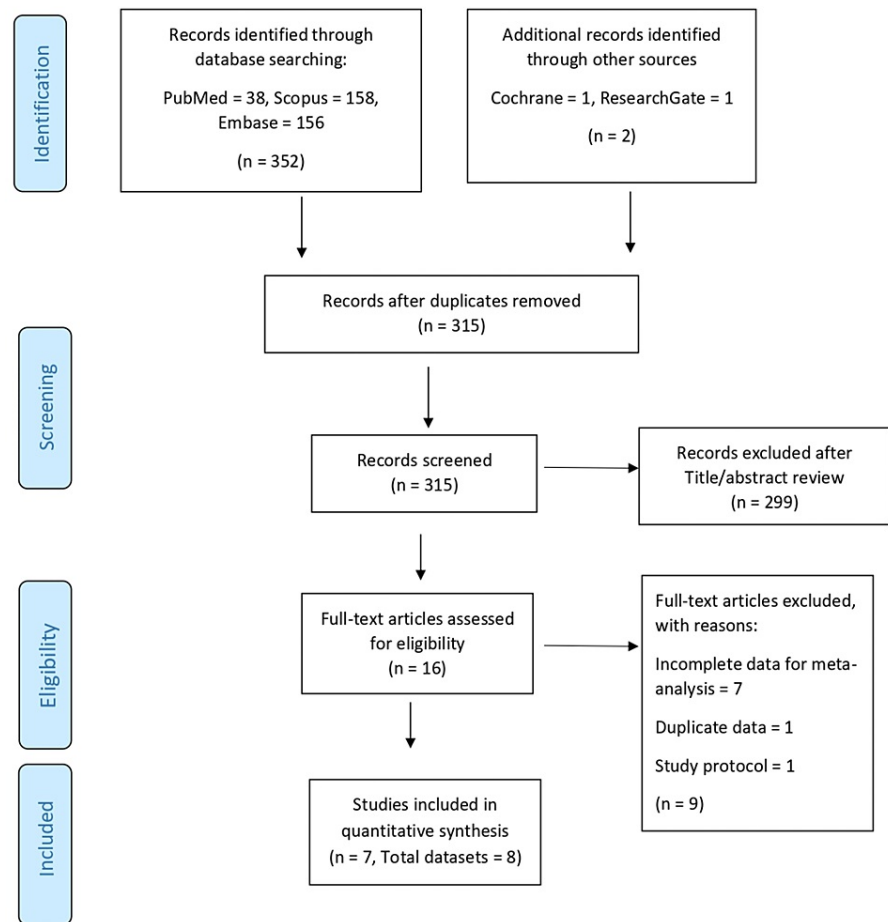 Identification
Records identified through
database searching:
PubMed = 38, Scopus = 158,
Embase = 156
(n = 352)
Additional records identified
through other sources
Cochrane = 1, ResearchGate = 1
(n = 2)
Records after duplicates removed
(n = 315)
Screening
Records screened
(n = 315)
Records excluded after
Title/abstract review
(n = 299)
Eligibility
Full-text articles assessed
for eligibility
(n = 16)
Full-text articles excluded,
with reasons:
Incomplete data for meta-
analysis = 7
Duplicate data = 1
Study protocol = 1
(n = 9)
Included
Studies included in
quantitative synthesis
(n = 7, Total datasets = 8)